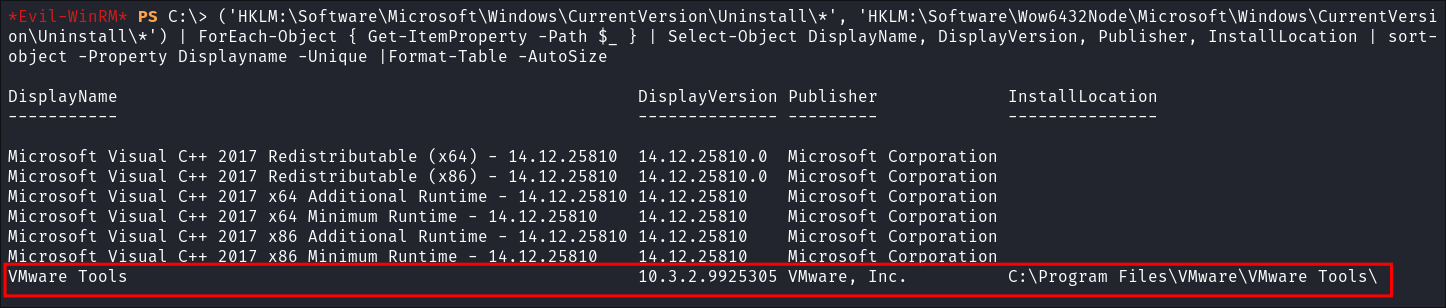 *Evil-WinRM* PS C:\> ('HKLM:\Software\Microsoft\Windows\CurrentVersion\Uninstall\*', 'HKLM:\Software\Wow6432Node\Microsoft\Windows\CurrentVersi
on\Uninstall\*') | ForEach-Object { Get-ItemProperty -Path $_ } | Select-Object DisplayName, DisplayVersion, Publisher, InstallLocation | sort-
object -Property Displayname -Unique |Format-Table -AutoSize
DisplayName                                                    DisplayVersion Publisher             InstallLocation
-----------                                                    -------------- ---------             ---------------
Microsoft Visual C++ 2017 Redistributable (x64) - 14.12.25810  14.12.25810.0  Microsoft Corporation
Microsoft Visual C++ 2017 Redistributable (x86) - 14.12.25810  14.12.25810.0  Microsoft Corporation
Microsoft Visual C++ 2017 x64 Additional Runtime - 14.12.25810 14.12.25810    Microsoft Corporation
Microsoft Visual C++ 2017 x64 Minimum Runtime - 14.12.25810    14.12.25810    Microsoft Corporation
Microsoft Visual C++ 2017 x86 Additional Runtime - 14.12.25810 14.12.25810    Microsoft Corporation
Microsoft Visual C++ 2017 x86 Minimum Runtime - 14.12.25810    14.12.25810    Microsoft Corporation
VMware Tools                                                   10.3.2.9925305 VMware, Inc.          C:\Program Files\VMware\VMware Tools\